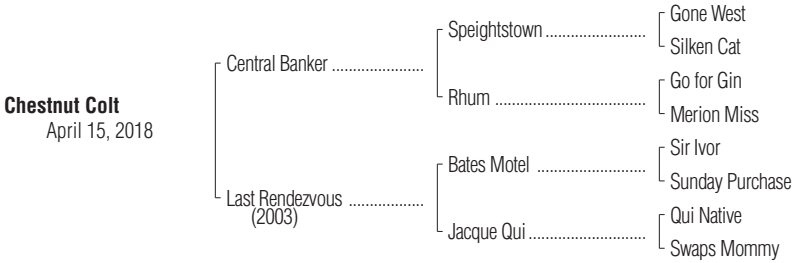 Gone West
Speightstown ........................
Silken Cat
Central Banker ......................
Go for Gin
Rhum ....................................
Merion Miss
Chestnut Colt
April 15, 2018
Sir Ivor
Bates Motel ..........................
Sunday Purchase
Last Rendezvous ..................
(2003)
Qui Native
Jacque Qui............................
Swaps Mommy